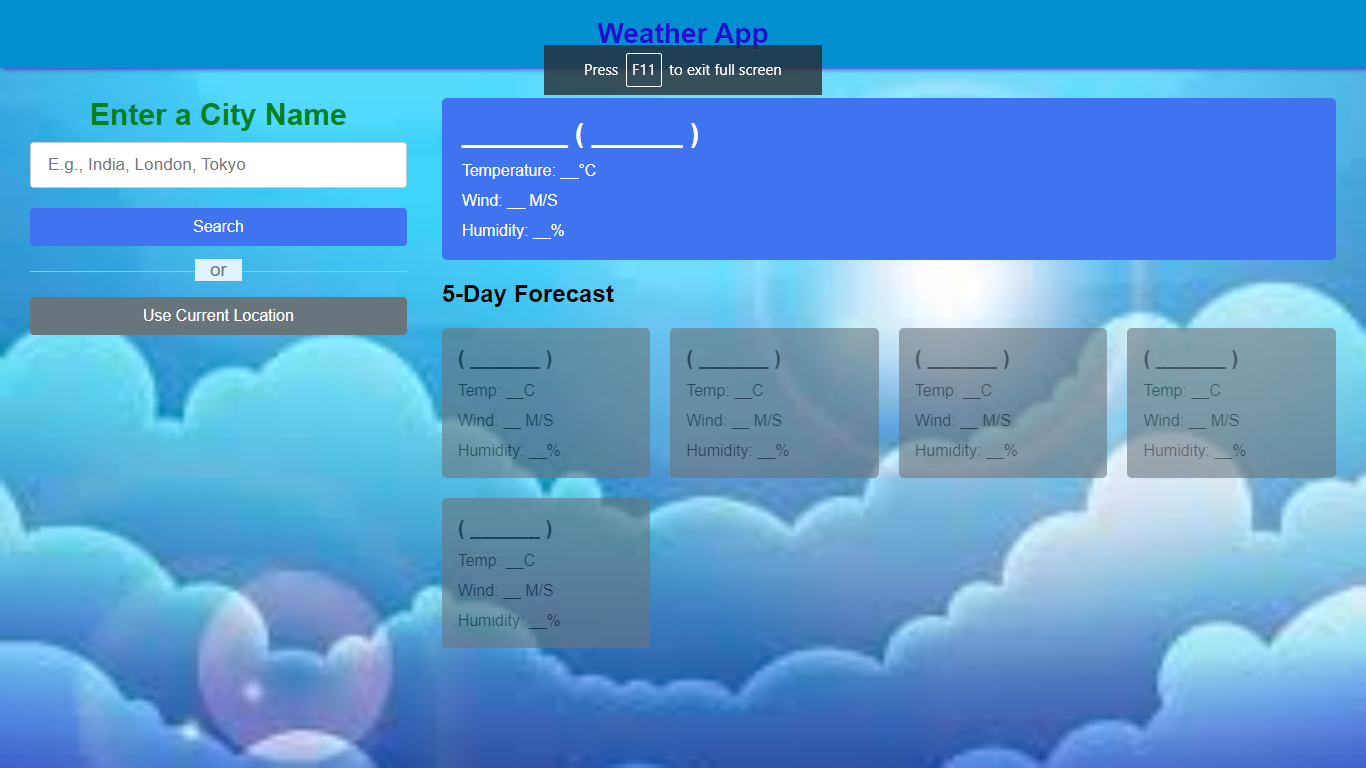 Weather App
Press F11 to exit full screen
Enter a City Name
E.g., India, London, Tokyo
Search
or
Use Current Location
_______ ( ______ )
Temperature: __°C
Wind: __ M/S
Humidity: __%
5-Day Forecast
( ______ )
Temp: __C
Wind: __ M/S
Humidity: __%
( ______ )
Temp: __C
Wind: __ M/S
Humidity: __%
( ______ )
Temp: __C
Wind: __ M/S
Humidity: __%
( ______ )
Temp: __C
Wind: __ M/S
Humidity: __%
( ______ )
Temp: __C
Wind: __ M/S
Humidity: __%